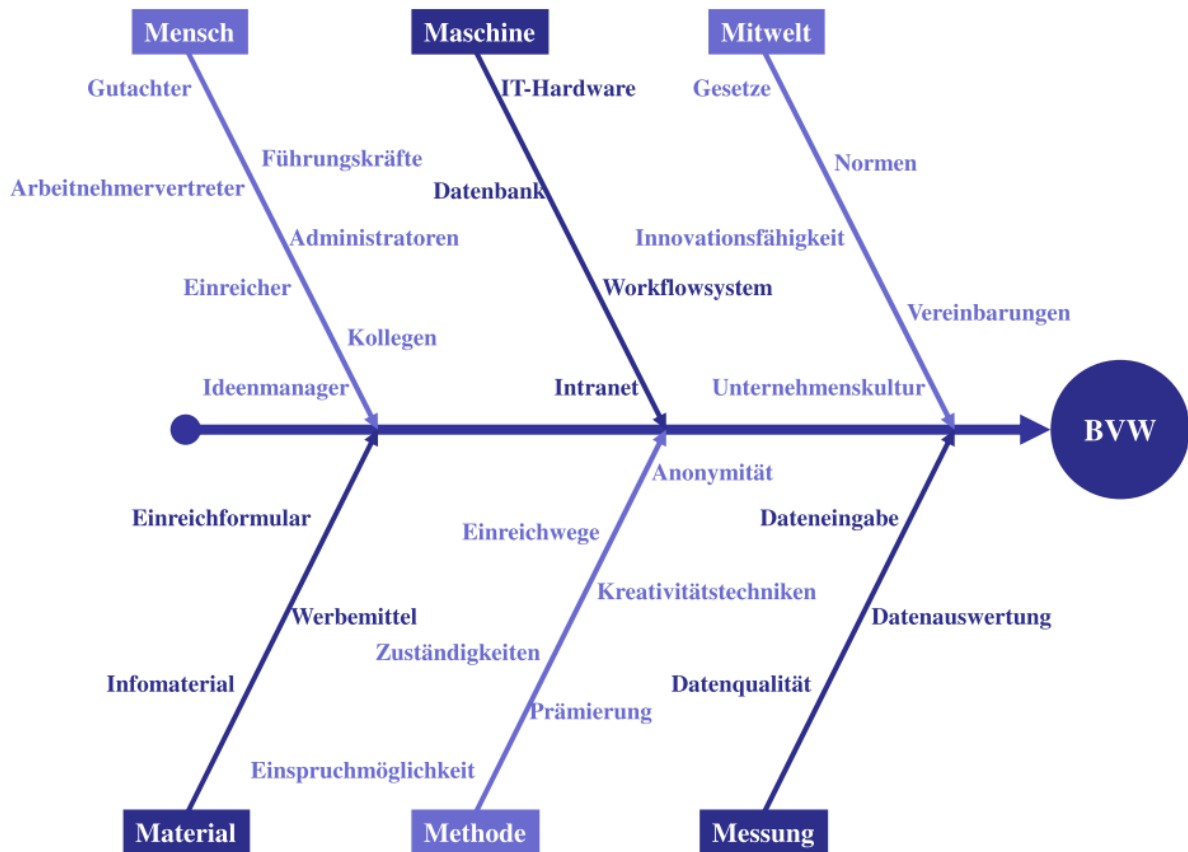 Mensch
Maschine
Mitwelt
Gutachter
IT-Hardware
Gesetze
Führungskräfte
Normen
Arbeitnehmervertreter
Datenbank
Administratoren
Innovationsfähigkeit
Einreicher
Workflowsystem
Vereinbarungen
Kollegen
Ideenmanager
Intranet
Unternehmenskultur
BVW
Anonymität
Einreichformular
Einreichwege
Dateneingabe
Kreativitätstechniken
Werbemittel
Datenauswertung
Zuständigkeiten
Infomaterial
Datenqualität
Prämierung
Einspruchmöglichkeit
Material
Methode
Messung